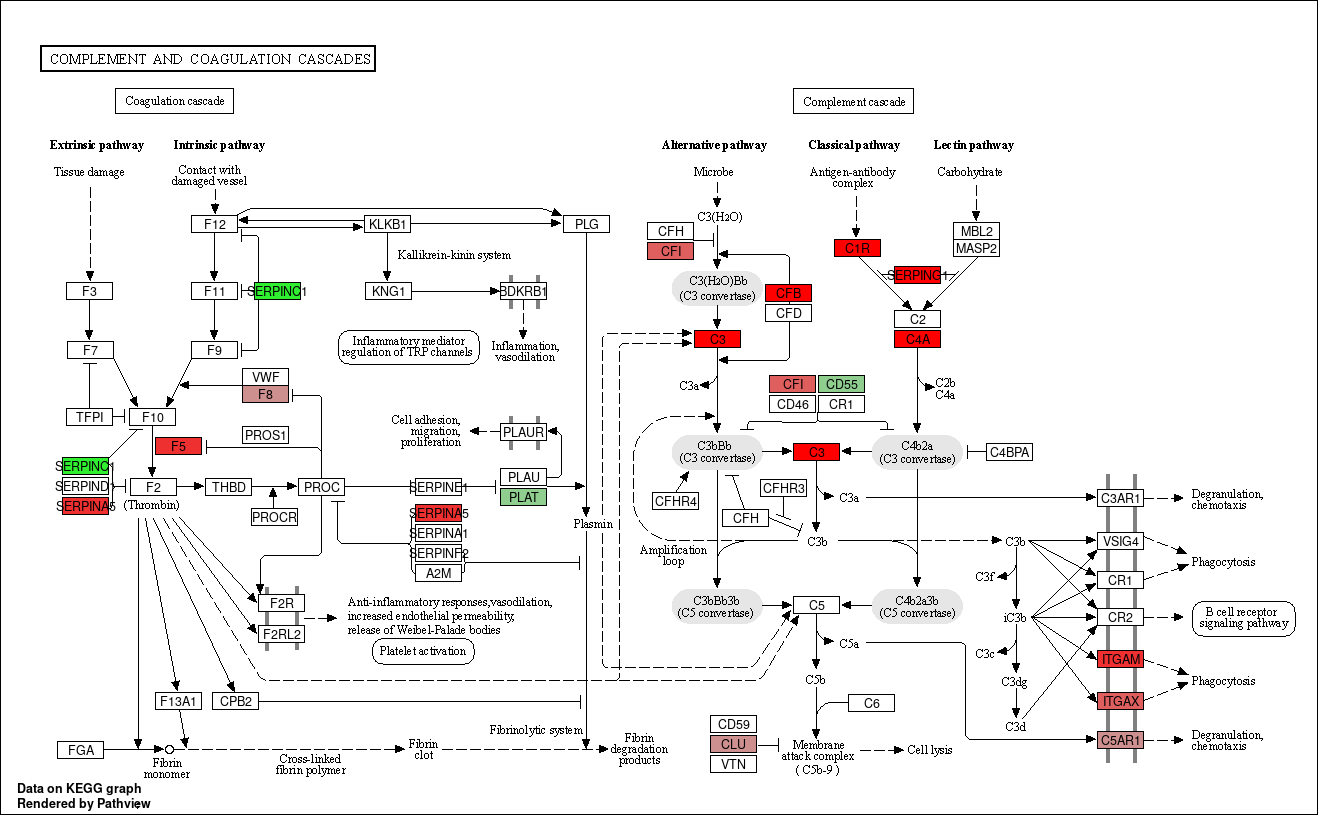 COMPLEMENT AND COAGULATION CASCADES
Coagulation cascade
Complement cascade
Extrinsic pathway
Intrinsic pathway
Alternative pathway
Classical pathway
Lectin pathway
Tissue damage
Contact with
damaged vessel
Microbe
Antigen-antibody
complex
Carbohydrate
F12
KLKB1
PLG
C3(H2O)
CFH
CFI
C1R
MBL2
MASP2
Kallikrein-kinin system
SERPING1
F3
F11
SERPINC1
KNG1
BDKRB1
C3(H2O)Bb
(C3 convertase)
CFB
CFD
C2
C4A
F7
F9
Inflammatory mediator
regulation of TRP channels
Inflammation,
vasodilation
C3
VWF
F8
C3a
CFI
CD55
CD46
CR1
C2b
C4a
TFPI
F10
PROS1
F5
Cell adhesion,
migration,
proliferation
PLAUR
C3bBb
(C3 convertase)
C3
C4b2a
(C3 convertase)
C4BPA
SERPINC1
SERPIND1
SERPINA5
F2
(Thrombin)
THBD
PROC
PROCR
SERPINE1
PLAU
PLAT
SERPINA5
SERPINA1
SERPINF2
A2M
Plasmin
CFHR4
CFHR3
CFH
C3a
C3AR1
Degranulation,
chemotaxis
Amplification
loop
C3b
C3b
VSIG4
Phagocytosis
C3f
CR1
iC3b
CR2
B cell receptor
signaling pathway
F2R
F2RL2
Anti-inflammatory responses,vasodilation,
increased endothelial permeability,
release of Weibel-Palade bodies
Platelet activation
C3bBb3b
(C5 convertase)
C5
C4b2a3b
(C5 convertase)
C5a
C3c
ITGAM
Phagocytosis
C3dg
ITGAX
C5b
C3d
F13A1
CPB2
C6
Fibrinolytic system
CD59
CLU
VTN
Membrane
attack complex
( C5b-9 )
Cell lysis
C5AR1
Degranulation,
chemotaxis
FGA
Fibrin
monomer
Cross-linked
fibrin polymer
Fibrin
clot
Fibrin
degradation
products
Data on KEGG graph
Rendered by Pathview